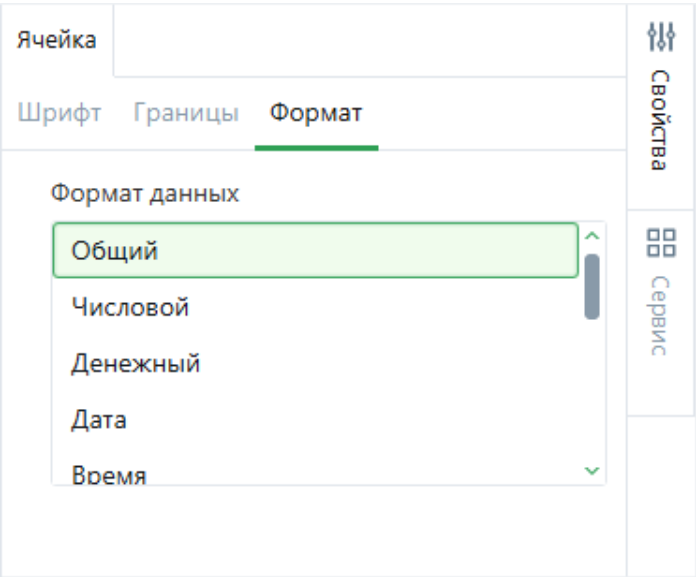 Ячейка
Шрифт Границы Формат
Формат данных
Общий
Числовой
Денежный
Дата
Время
Свойства
Сервис